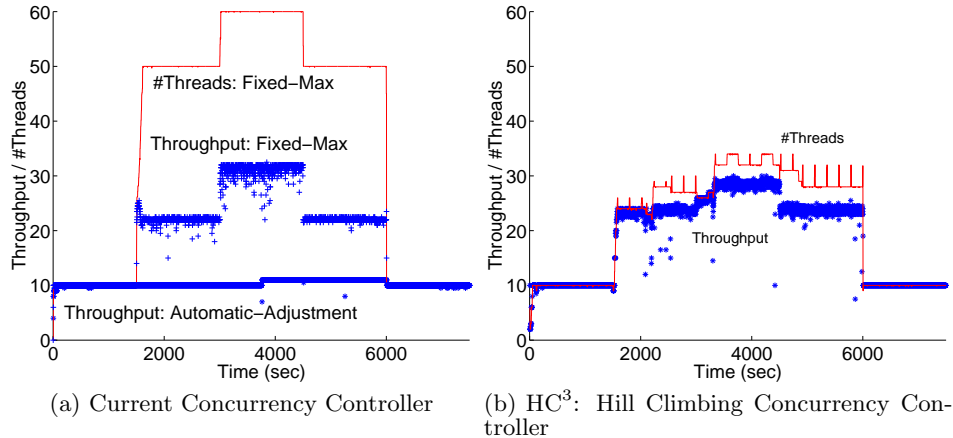 60
50
40
30
20
10
0
Throughput / #Threads
#Threads: Fixed−Max
Throughput: Fixed−Max
Throughput: Automatic−Adjustment
0 2000 4000 6000
Time (sec)
(a) Current Concurrency Controller
60
50
40
30
20
10
0
Throughput / #Threads
#Threads
Throughput
0 2000 4000 6000
Time (sec)
(b) HC³: Hill Climbing Concurrency Con-
troller